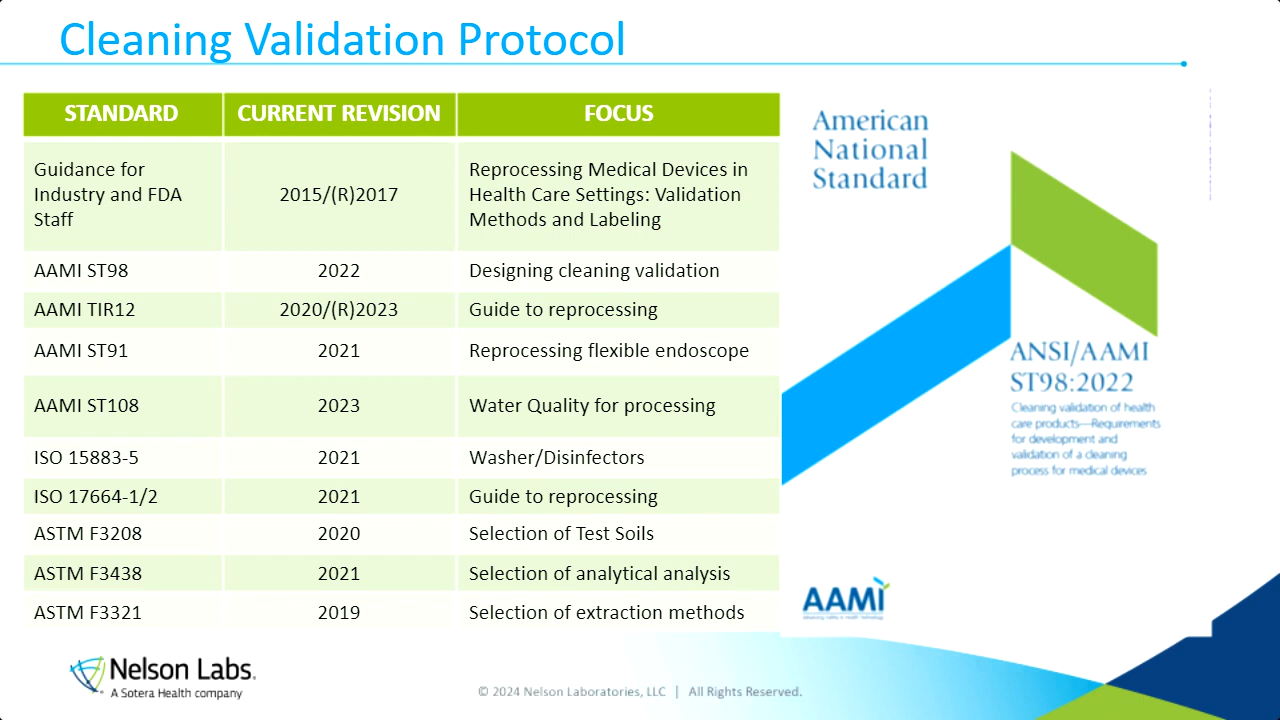 Cleaning Validation Protocol
STANDARD CURRENT REVISION FOCUS
Guidance for Industry and FDA Staff 2015/(R)2017 Reprocessing Medical Devices in Health Care Settings: Validation Methods and Labeling
AAMI ST98 2022 Designing cleaning validation
AAMI TIR12 2020/(R)2023 Guide to reprocessing
AAMI ST91 2021 Reprocessing flexible endoscope
AAMI ST108 2023 Water Quality for processing
ISO 15883-5 2021 Washer/Disinfectors
ISO 17664-1/2 2021 Guide to reprocessing
ASTM F3208 2020 Selection of Test Soils
ASTM F3438 2021 Selection of analytical analysis
ASTM F3321 2019 Selection of extraction methods
American
National
Standard
ANSI/AAMI
ST98:2022
Cleaning validation of health
care products—Requirements
for development and
validation of a cleaning
process for medical devices
AAMI
Nelson Labs.
A Sotera Health company
© 2024 Nelson Laboratories, LLC | All Rights Reserved.